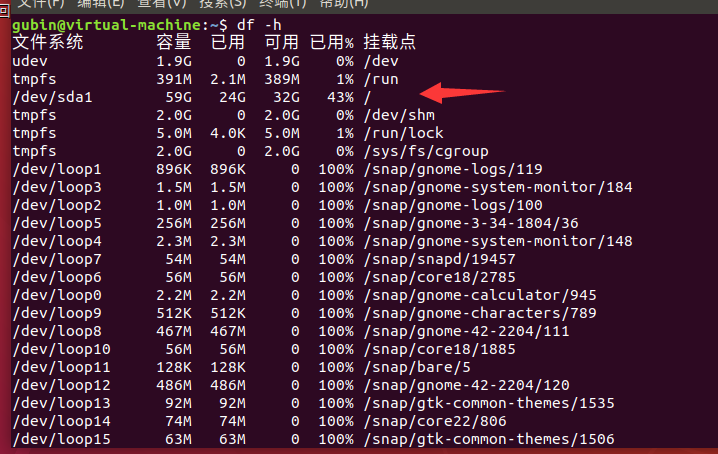 文件(F) 编辑(E) 查看(V) 搜索(S) 终端(T) 帮助(H)
gubin@virtual-machine:~$ df -h
文件系统 容量 已用 可用 已用% 挂载点
udev 1.9G 0 1.9G 0% /dev
tmpfs 391M 2.1M 389M 1% /run
/dev/sda1 59G 24G 32G 43% /
tmpfs 2.0G 0 2.0G 0% /dev/shm
tmpfs 5.0M 4.0K 5.0M 1% /run/lock
tmpfs 2.0G 0 2.0G 0% /sys/fs/cgroup
/dev/loop1 896K 896K 0 100% /snap/gnome-logs/119
/dev/loop3 1.5M 1.5M 0 100% /snap/gnome-system-monitor/184
/dev/loop2 1.0M 1.0M 0 100% /snap/gnome-logs/100
/dev/loop5 256M 256M 0 100% /snap/gnome-3-34-1804/36
/dev/loop4 2.3M 2.3M 0 100% /snap/gnome-system-monitor/148
/dev/loop7 54M 54M 0 100% /snap/snapd/19457
/dev/loop6 56M 56M 0 100% /snap/core18/2785
/dev/loop0 2.2M 2.2M 0 100% /snap/gnome-calculator/945
/dev/loop9 512K 512K 0 100% /snap/gnome-characters/789
/dev/loop8 467M 467M 0 100% /snap/gnome-42-2204/111
/dev/loop10 56M 56M 0 100% /snap/core18/1885
/dev/loop11 128K 128K 0 100% /snap/bare/5
/dev/loop12 486M 486M 0 100% /snap/gnome-42-2204/120
/dev/loop13 92M 92M 0 100% /snap/gtk-common-themes/1535
/dev/loop14 74M 74M 0 100% /snap/core22/806
/dev/loop15 63M 63M 0 100% /snap/gtk-common-themes/1506